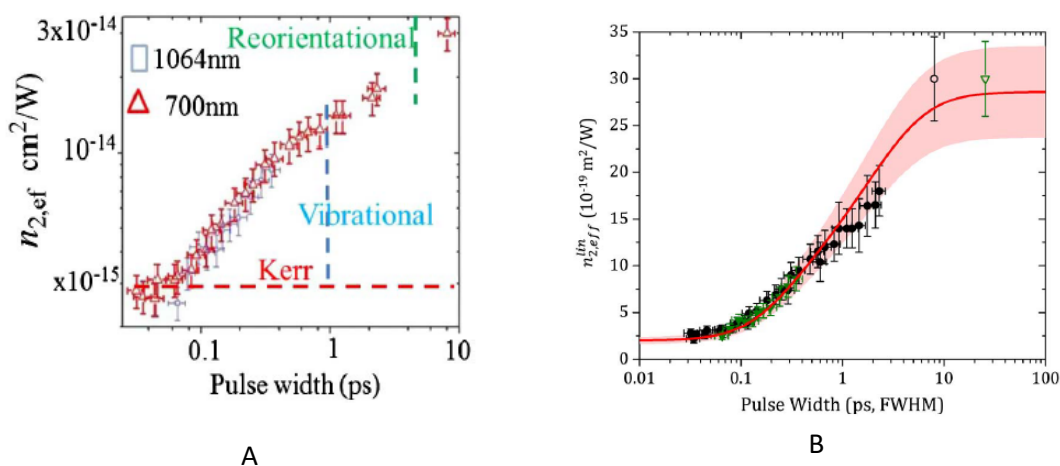 3x10⁻¹⁴
Reorientational
1064nm
700nm
10⁻¹⁴
n₂,ef cm²/W)
Vibrational
x10⁻¹⁵
Kerr
0.1 1 10
Pulse width (ps)
A
35
30
25
20
15
10
5
0
n₂,eff^lin (10⁻¹⁹ m²/W)
0.01 0.1 1 10 100
Pulse Width (ps, FWHM)
B